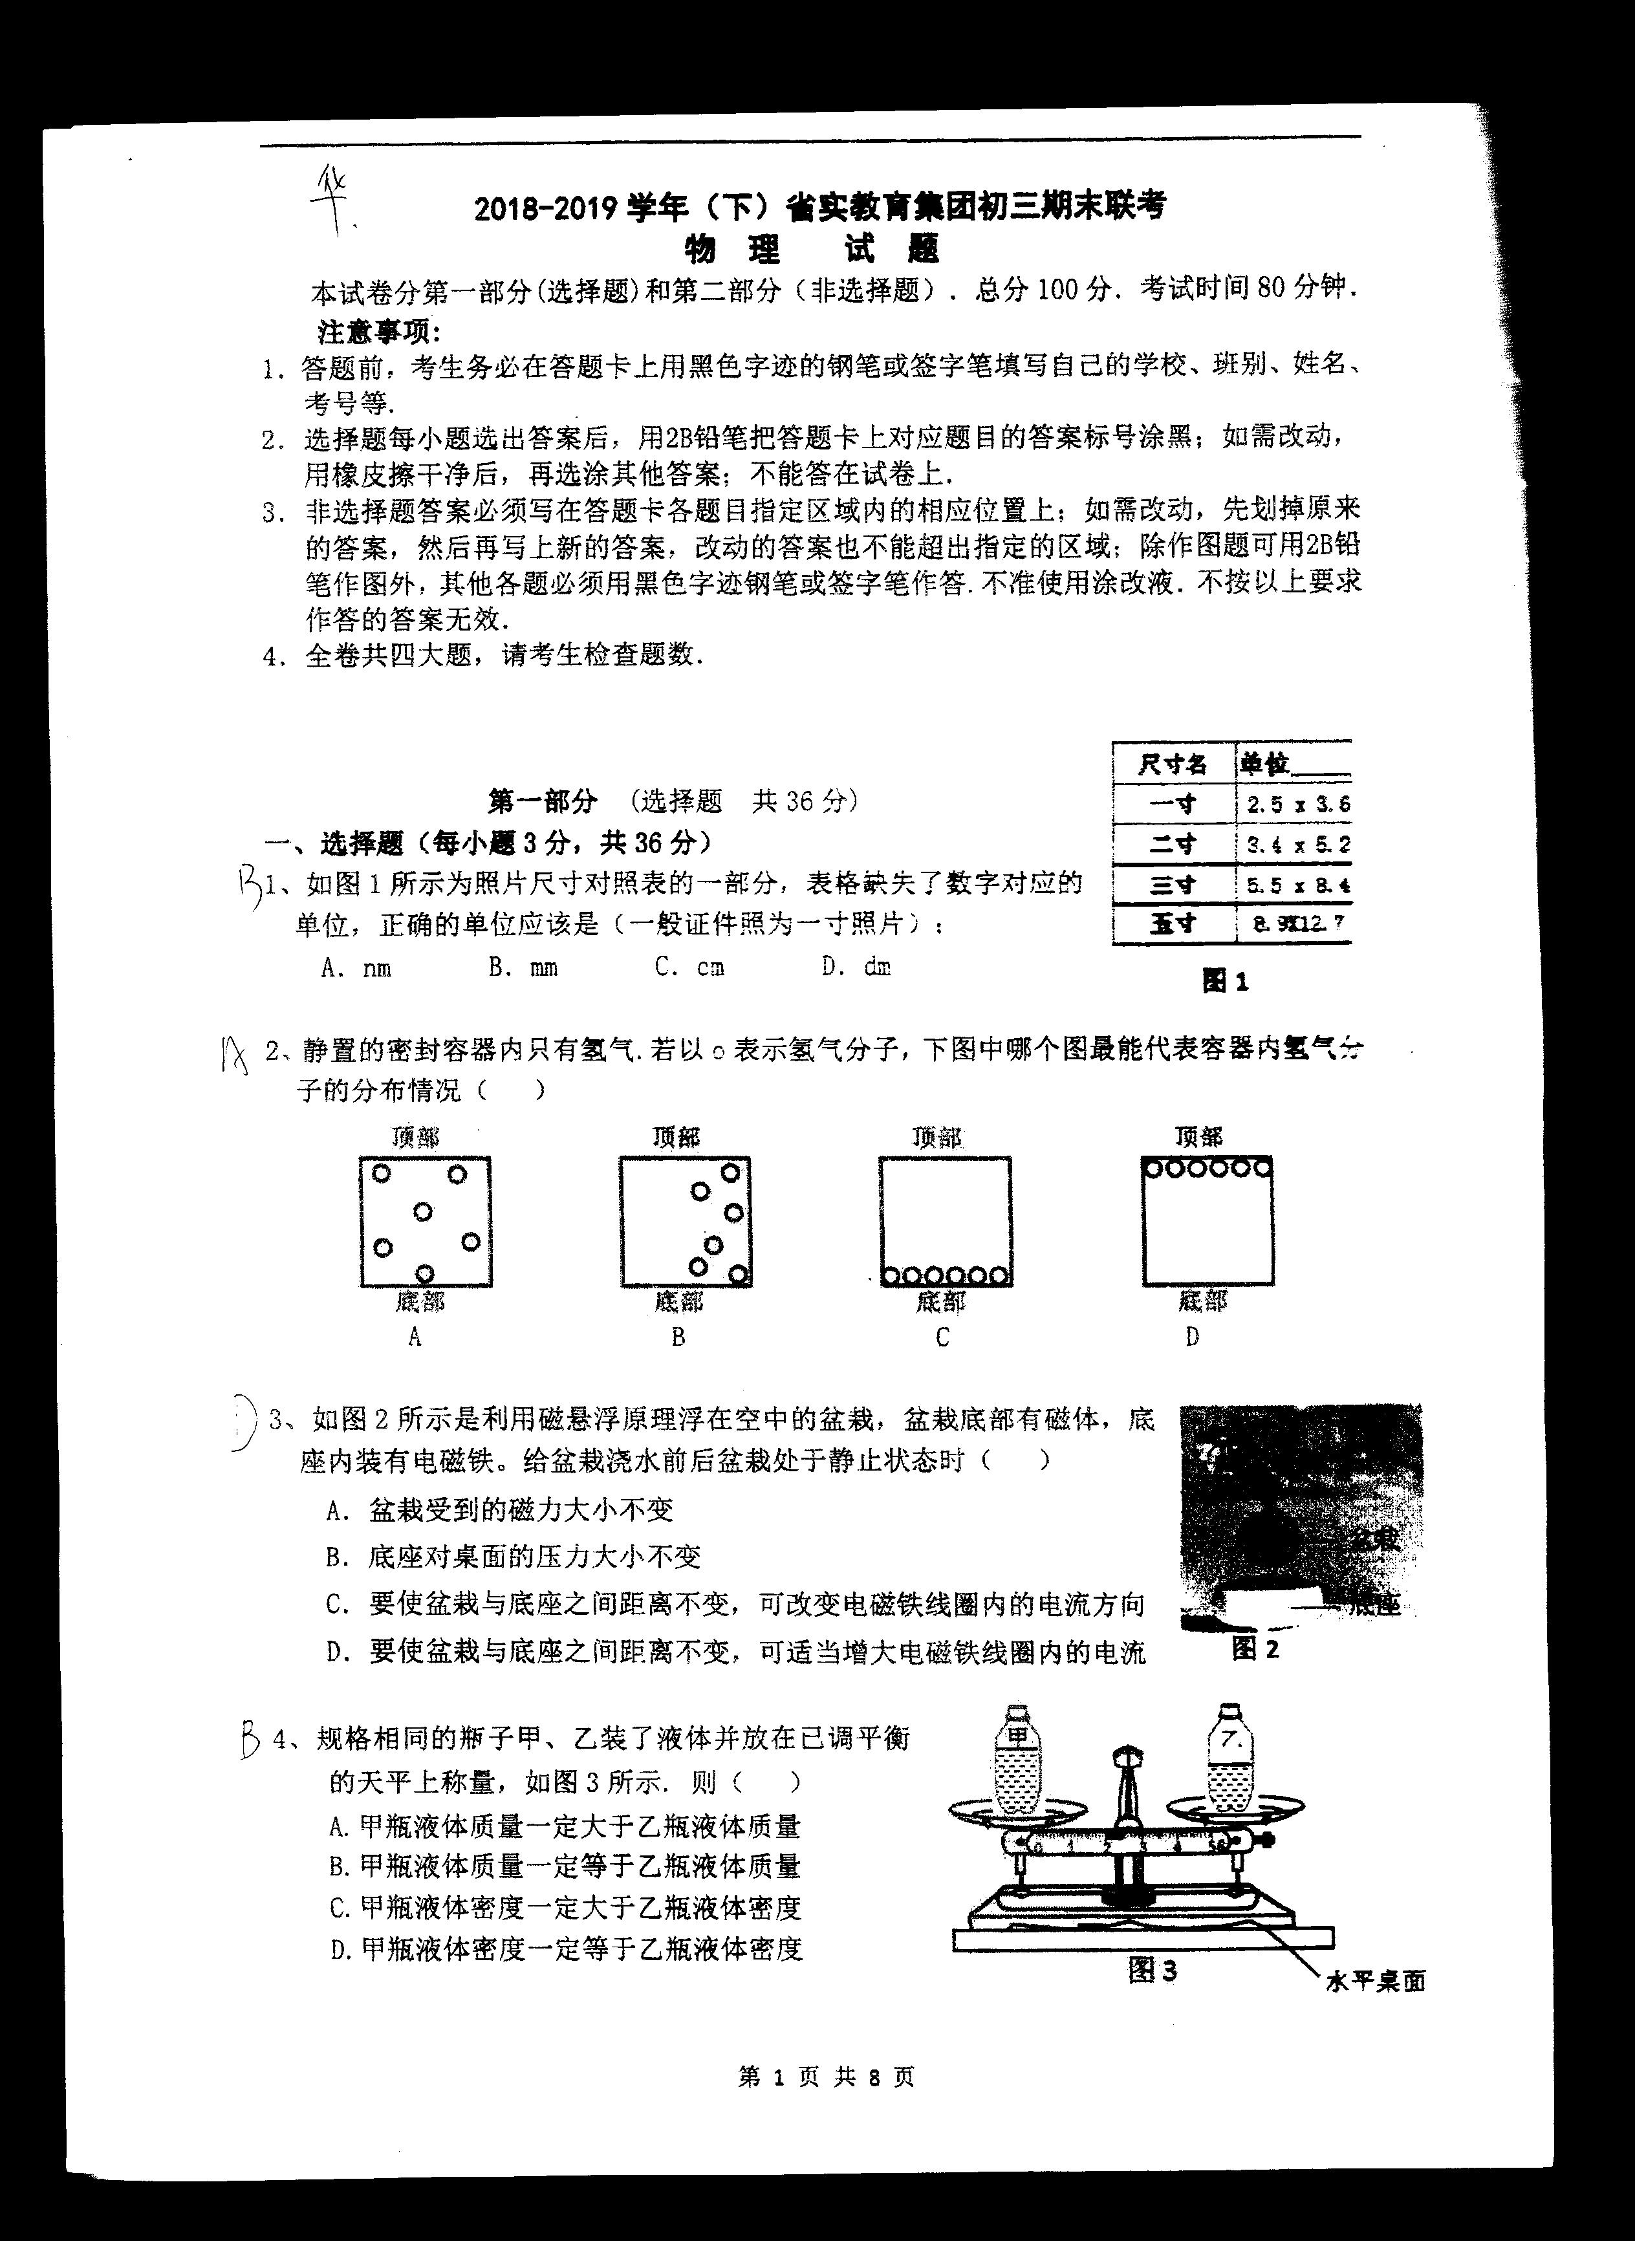 华.
2018-2019 学年（下）省实教育集团初三期末联考
物 理 试 题
本试卷分第一部分(选择题)和第二部分（非选择题）. 总分 100 分. 考试时间 80 分钟.
注意事项:
1. 答题前, 考生务必在答题卡上用黑色字迹的钢笔或签字笔填写自己的学校、班别、姓名、
考号等.
2. 选择题每小题选出答案后, 用2B铅笔把答题卡上对应题目的答案标号涂黑; 如需改动,
用橡皮擦干净后, 再选涂其他答案; 不能答在试卷上.
3. 非选择题答案必须写在答题卡各题目指定区域内的相应位置上; 如需改动, 先划掉原来
的答案, 然后再写上新的答案, 改动的答案也不能超出指定的区域; 除作图题可用2B铅
笔作图外, 其他各题必须用黑色字迹钢笔或签字笔作答. 不准使用涂改液. 不按以上要求
作答的答案无效.
4. 全卷共四大题, 请考生检查题数.
第一部分 (选择题 共 36 分)
一、选择题（每小题 3 分, 共 36 分）
B 1、如图 1 所示为照片尺寸对照表的一部分, 表格缺失了数字对应的
单位, 正确的单位应该是（一般证件照为一寸照片）:
A. nm B. mm C. cm D. dm
尺寸名 单位____
一寸 2.5 x 3.6
二寸 3.4 x 5.2
三寸 5.5 x 8.4
五寸 8.9X12.7
图 1
A 2、静置的密封容器内只有氢气. 若以 o 表示氢气分子, 下图中哪个图最能代表容器内氢气分
子的分布情况（ ）
顶部 顶部 顶部 顶部
底部 底部 底部 底部
A B C D
D 3、如图 2 所示是利用磁悬浮原理浮在空中的盆栽, 盆栽底部有磁体, 底
座内装有电磁铁。给盆栽浇水前后盆栽处于静止状态时（ ）
A. 盆栽受到的磁力大小不变
B. 底座对桌面的压力大小不变
C. 要使盆栽与底座之间距离不变, 可改变电磁铁线圈内的电流方向
D. 要使盆栽与底座之间距离不变, 可适当增大电磁铁线圈内的电流
盆栽
底座
图 2
B 4、规格相同的瓶子甲、乙装了液体并放在已调平衡
的天平上称量, 如图 3 所示. 则（ ）
A. 甲瓶液体质量一定大于乙瓶液体质量
B. 甲瓶液体质量一定等于乙瓶液体质量
C. 甲瓶液体密度一定大于乙瓶液体密度
D. 甲瓶液体密度一定等于乙瓶液体密度
甲
0 1 2 3 4 5g
图 3
水平桌面
第 1 页 共 8 页